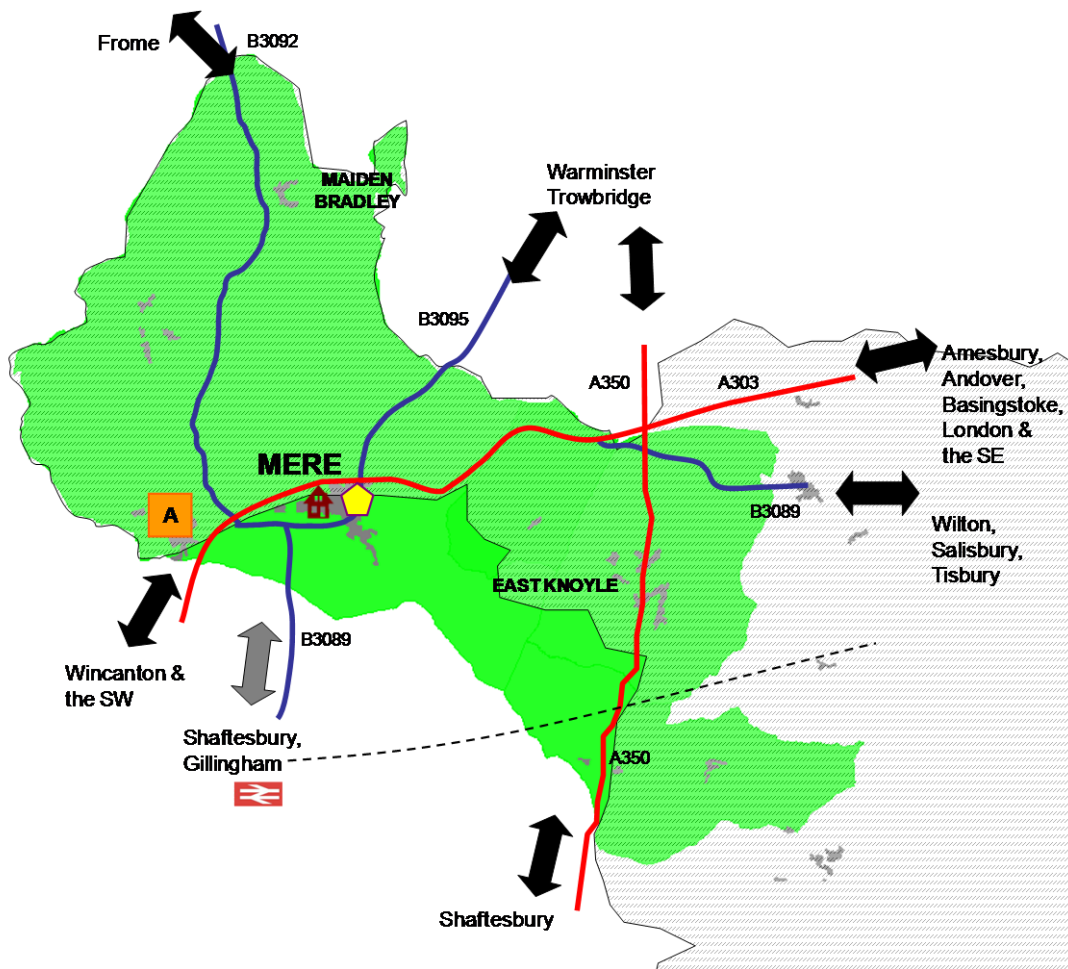 Frome
B3092
MAIDEN
BRADLEY
Warminster
Trowbridge
B3095
A350
A303
Amesbury,
Andover,
Basingstoke,
London &
the SE
MERE
A
B3089
Wilton,
Salisbury,
Tisbury
EAST KNOYLE
B3089
Wincanton &
the SW
Shaftesbury,
Gillingham
A350
Shaftesbury